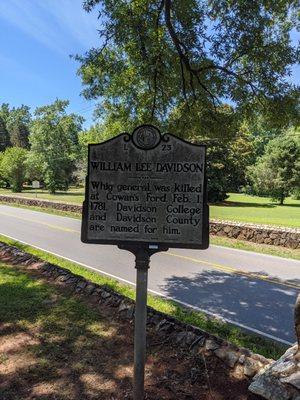 L 23
WILLIAM LEE DAVIDSON
Whig general was killed
at Cowan's Ford Feb. 1,
1781. Davidson College
and Davidson County
are named for him.